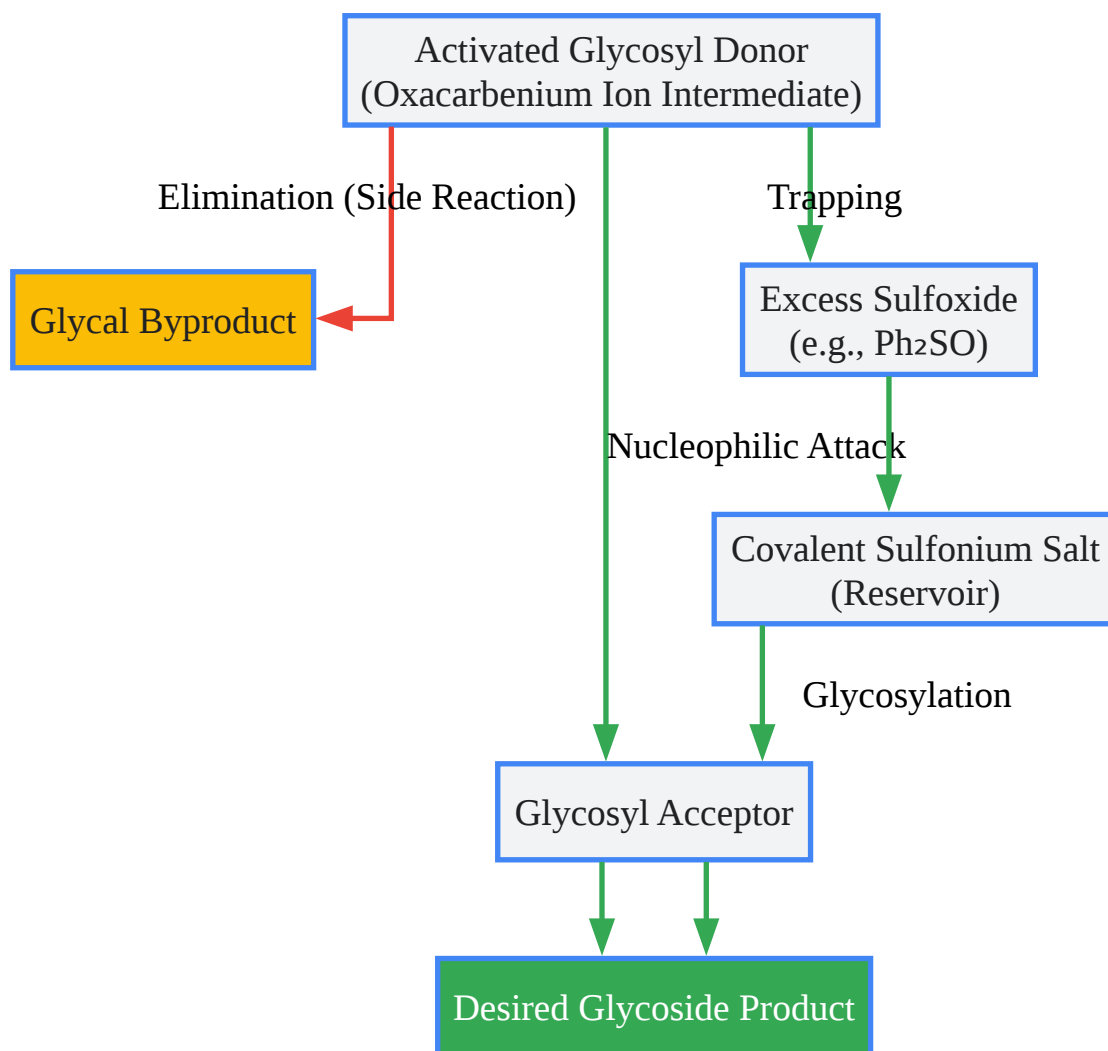 Activated Glycosyl Donor
(Oxacarbenium Ion Intermediate)
Elimination (Side Reaction)
Trapping
Glycal Byproduct
Excess Sulfoxide
(e.g., Ph₂SO)
Nucleophilic Attack
Covalent Sulfonium Salt
(Reservoir)
Glycosylation
Glycosyl Acceptor
Desired Glycoside Product